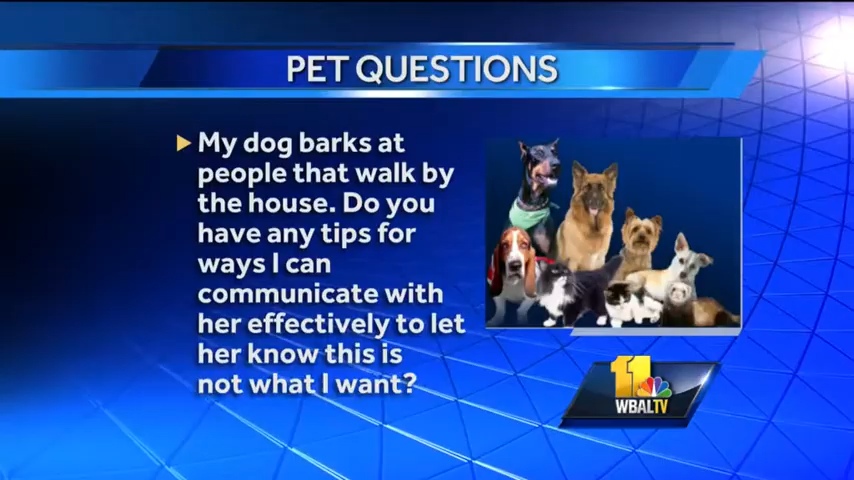 PET QUESTIONS
My dog barks at
people that walk by
the house. Do you
have any tips for
ways I can
communicate with
her effectively to let
her know this is
not what I want?
11
WBALTV